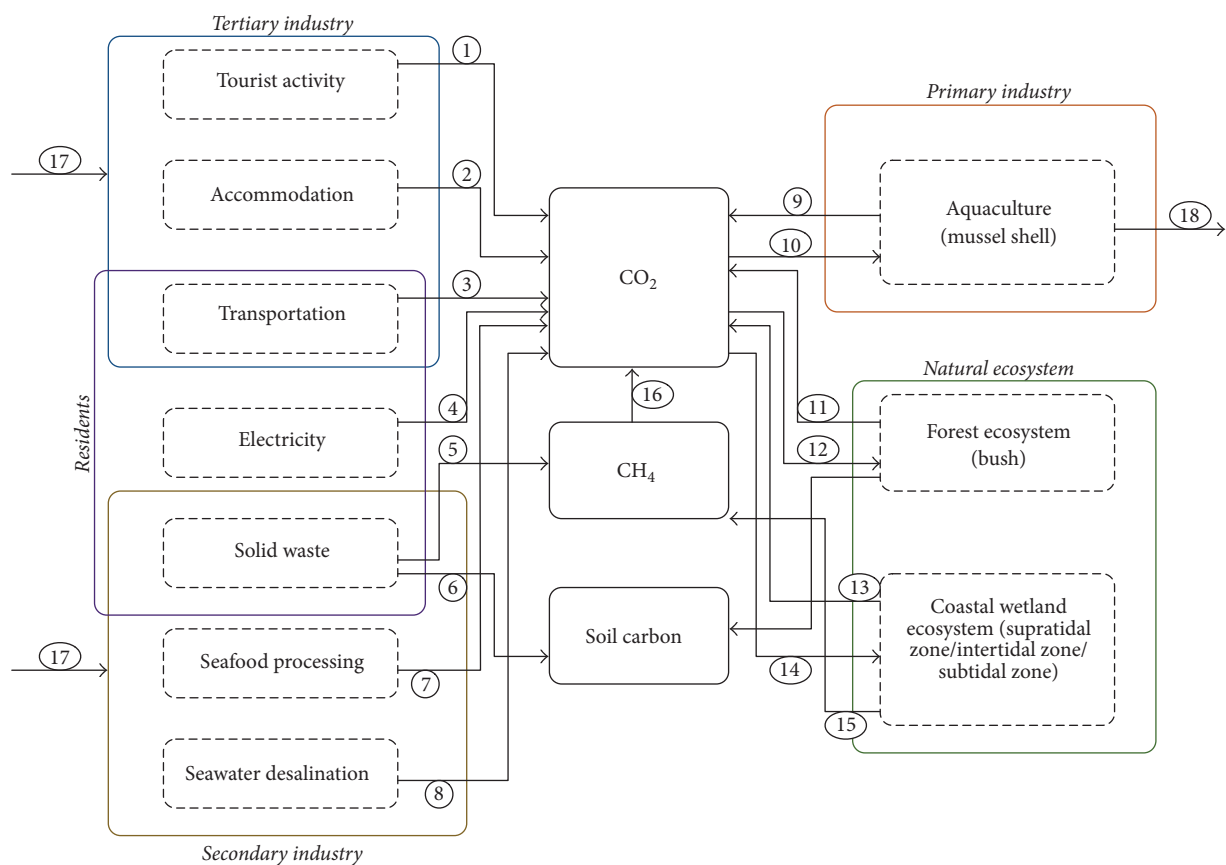 Tertiary industry
1
Tourist activity
Primary industry
17
2
Accommodation
9
Aquaculture
(mussel shell)
18
10
3
Transportation
CO2
Natural ecosystem
16
11
4
Residents
Electricity
5
CH4
12
Forest ecosystem
(bush)
Solid waste
6
13
Coastal wetland
ecosystem (supratidal
zone/intertidal zone/
subtidal zone)
Soil carbon
17
Seafood processing
7
14
15
Seawater desalination
8
Secondary industry